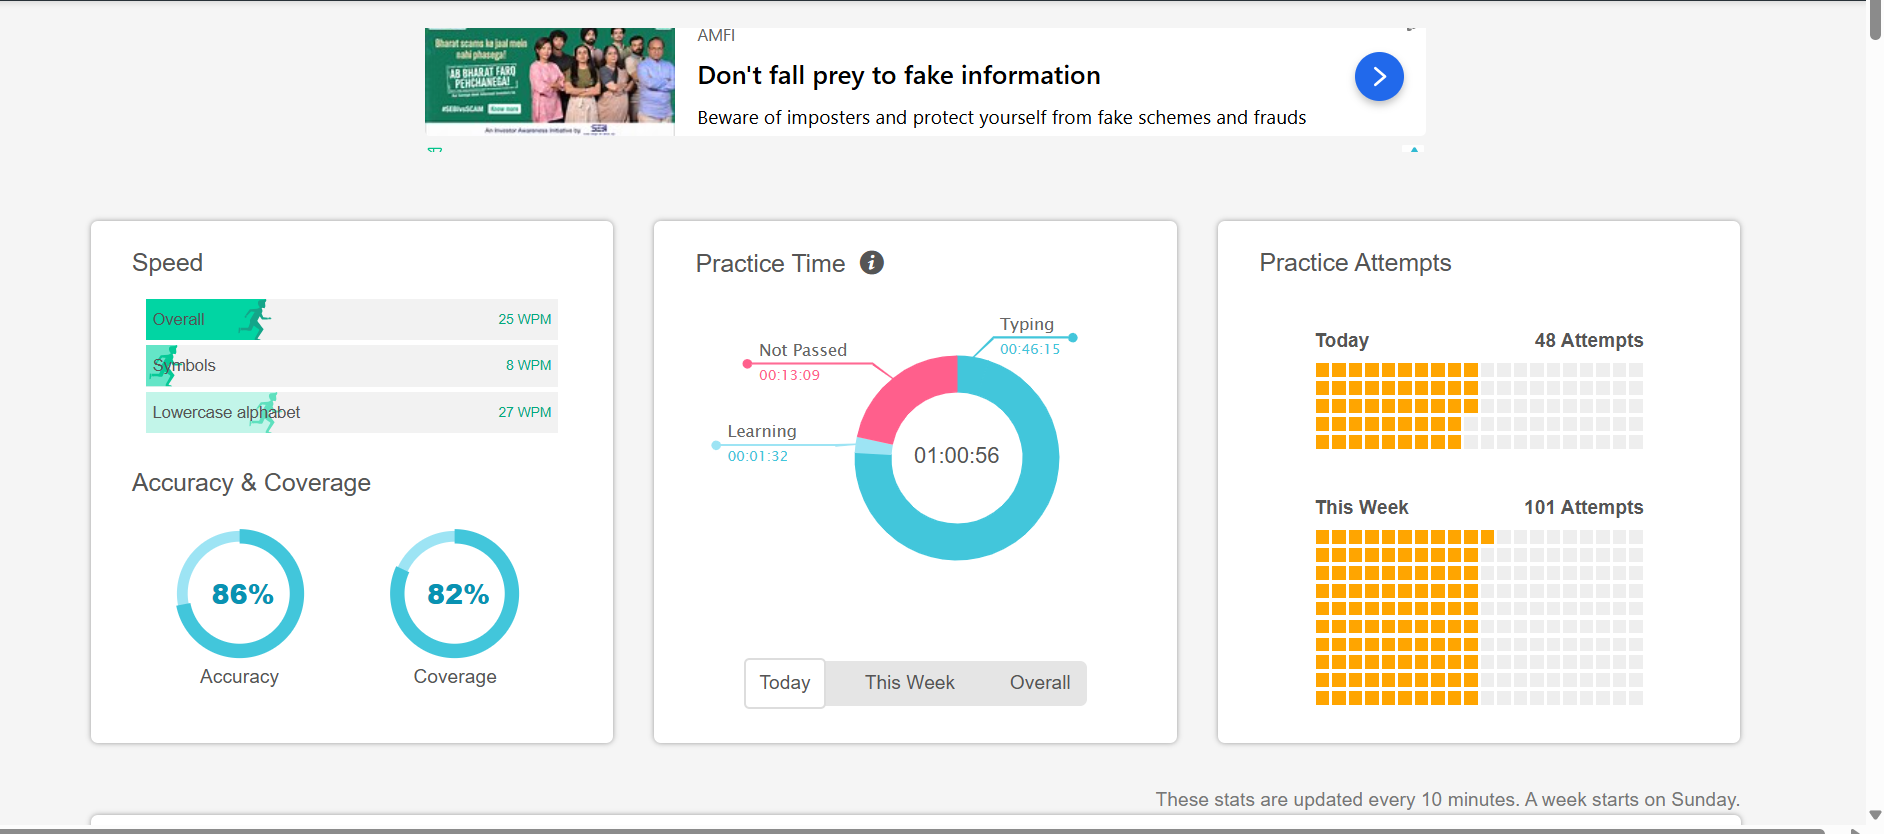 Bharat scams ka jaal mein
nahi phasega!
AB BHARAT FARQ
PEHCHANEGA!
#SEBIvsSCAM
Know more
An Investor Awareness Initiative by
SEBI
AMFI
Don't fall prey to fake information
Beware of imposters and protect yourself from fake schemes and frauds
Speed
Overall 25 WPM
Symbols 8 WPM
Lowercase alphabet 27 WPM
Accuracy & Coverage
86%
Accuracy
82%
Coverage
Practice Time i
Typing
00:46:15
Not Passed
00:13:09
Learning
00:01:32
01:00:56
Today This Week Overall
Practice Attempts
Today 48 Attempts
This Week 101 Attempts
These stats are updated every 10 minutes. A week starts on Sunday.